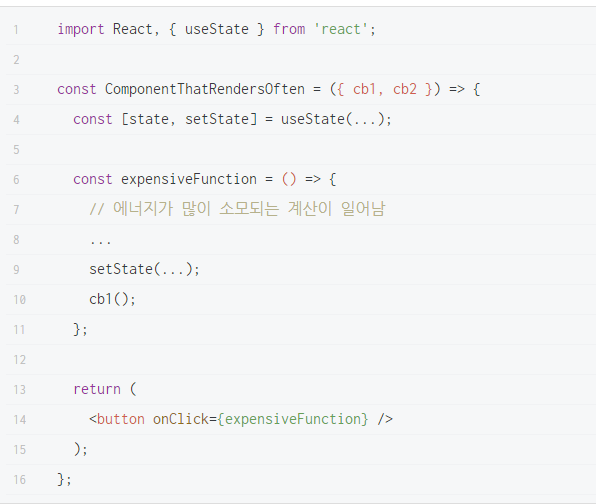 1 import React, { useState } from 'react';
2
3 const ComponentThatRendersOften = ({ cb1, cb2 }) => {
4 const [state, setState] = useState(...);
5
6 const expensiveFunction = () => {
7 // 에너지가 많이 소모되는 계산이 일어남
8 ...
9 setState(...);
10 cb1();
11 };
12
13 return (
14 <button onClick={expensiveFunction} />
15 );
16 };